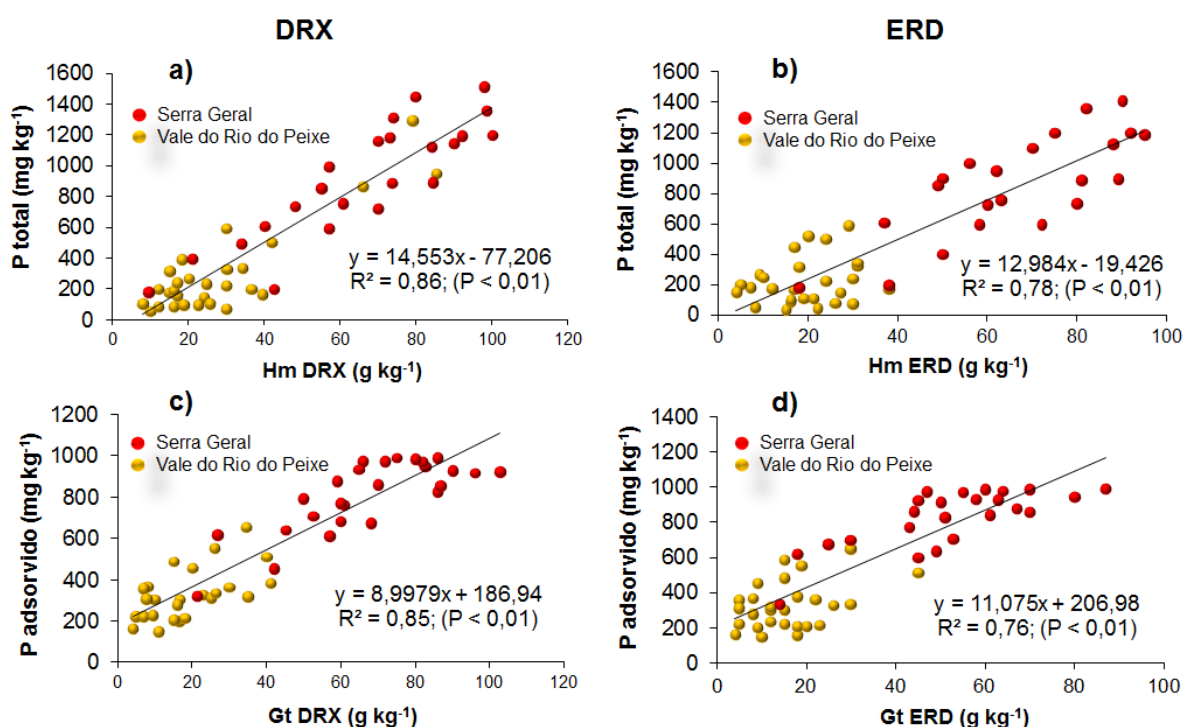 DRX
ERD
a)
P total (mg kg⁻¹)
1600
1400
1200
1000
800
600
400
200
0
Serra Geral
Vale do Rio do Peixe
y = 14,553x - 77,206
R² = 0,86; (P < 0,01)
0 20 40 60 80 100 120
Hm DRX (g kg⁻¹)
b)
P total (mg kg⁻¹)
1600
1400
1200
1000
800
600
400
200
0
Serra Geral
Vale do Rio do Peixe
y = 12,984x - 19,426
R² = 0,78; (P < 0,01)
0 20 40 60 80 100
Hm ERD (g kg⁻¹)
c)
P adsorvido (mg kg⁻¹)
1200
1000
800
600
400
200
0
Serra Geral
Vale do Rio do Peixe
y = 8,9979x + 186,94
R² = 0,85; (P < 0,01)
0 20 40 60 80 100 120
Gt DRX (g kg⁻¹)
d)
P adsorvido (mg kg⁻¹)
1400
1200
1000
800
600
400
200
0
Serra Geral
Vale do Rio do Peixe
y = 11,075x + 206,98
R² = 0,76; (P < 0,01)
0 20 40 60 80 100
Gt ERD (g kg⁻¹)